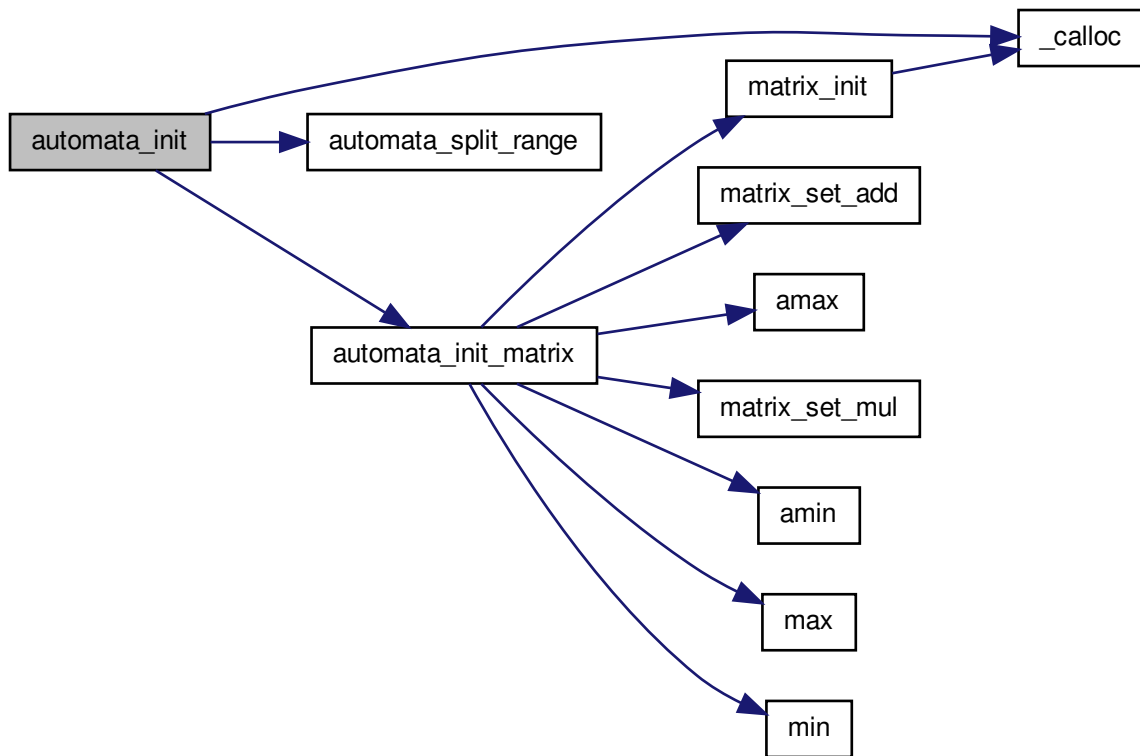 _calloc
matrix_init
automata_init
automata_split_range
matrix_set_add
amax
automata_init_matrix
matrix_set_mul
amin
max
min